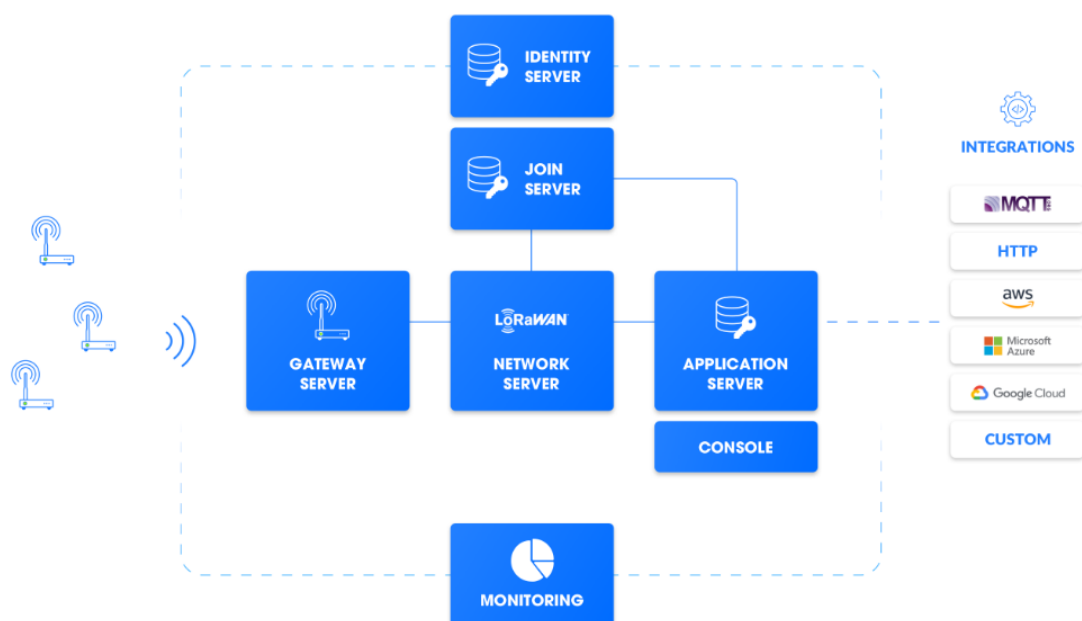 IDENTITY
SERVER
JOIN
SERVER
GATEWAY
SERVER
LoRaWAN
NETWORK
SERVER
APPLICATION
SERVER
CONSOLE
MONITORING
INTEGRATIONS
MQTT
HTTP
aws
Microsoft
Azure
Google Cloud
CUSTOM